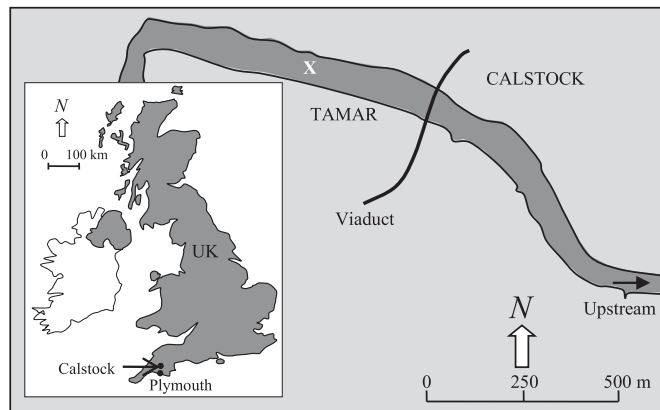 X
CALSTOCK
TAMAR
Viaduct
Upstream
N
0 250 500 m
N
0 100 km
UK
Calstock
Plymouth